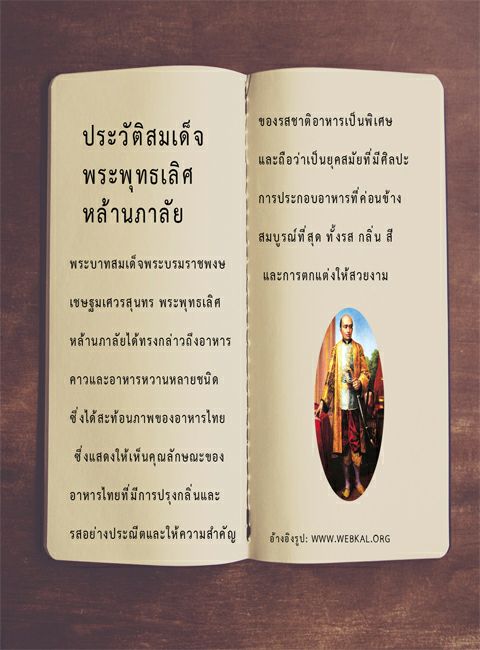 ประวัติสมเด็จ
พระพุทธเลิศ
หล้านภาลัย
พระบาทสมเด็จพระบรมราชพงษ
เชษฐมเหศวรสุนทร พระพุทธเลิศ
หล้านภาลัยได้ทรงกล่าวถึงอาหาร
คาวและอาหารหวานหลายชนิด
ซึ่งได้สะท้อนภาพของอาหารไทย
ซึ่งแสดงให้เห็นคุณลักษณะของ
อาหารไทยที่มีการปรุงกลิ่นและ
รสอย่างประณีตและให้ความสำคัญ
ของรสชาติอาหารเป็นพิเศษ
และถือว่าเป็นยุคสมัยที่มีศิลปะ
การประกอบอาหารที่ค่อนข้าง
สมบูรณ์ที่สุด ทั้งรส กลิ่น สี
และการตกแต่งให้สวยงาม
อ้างอิงรูป: WWW.WEBKAL.ORG